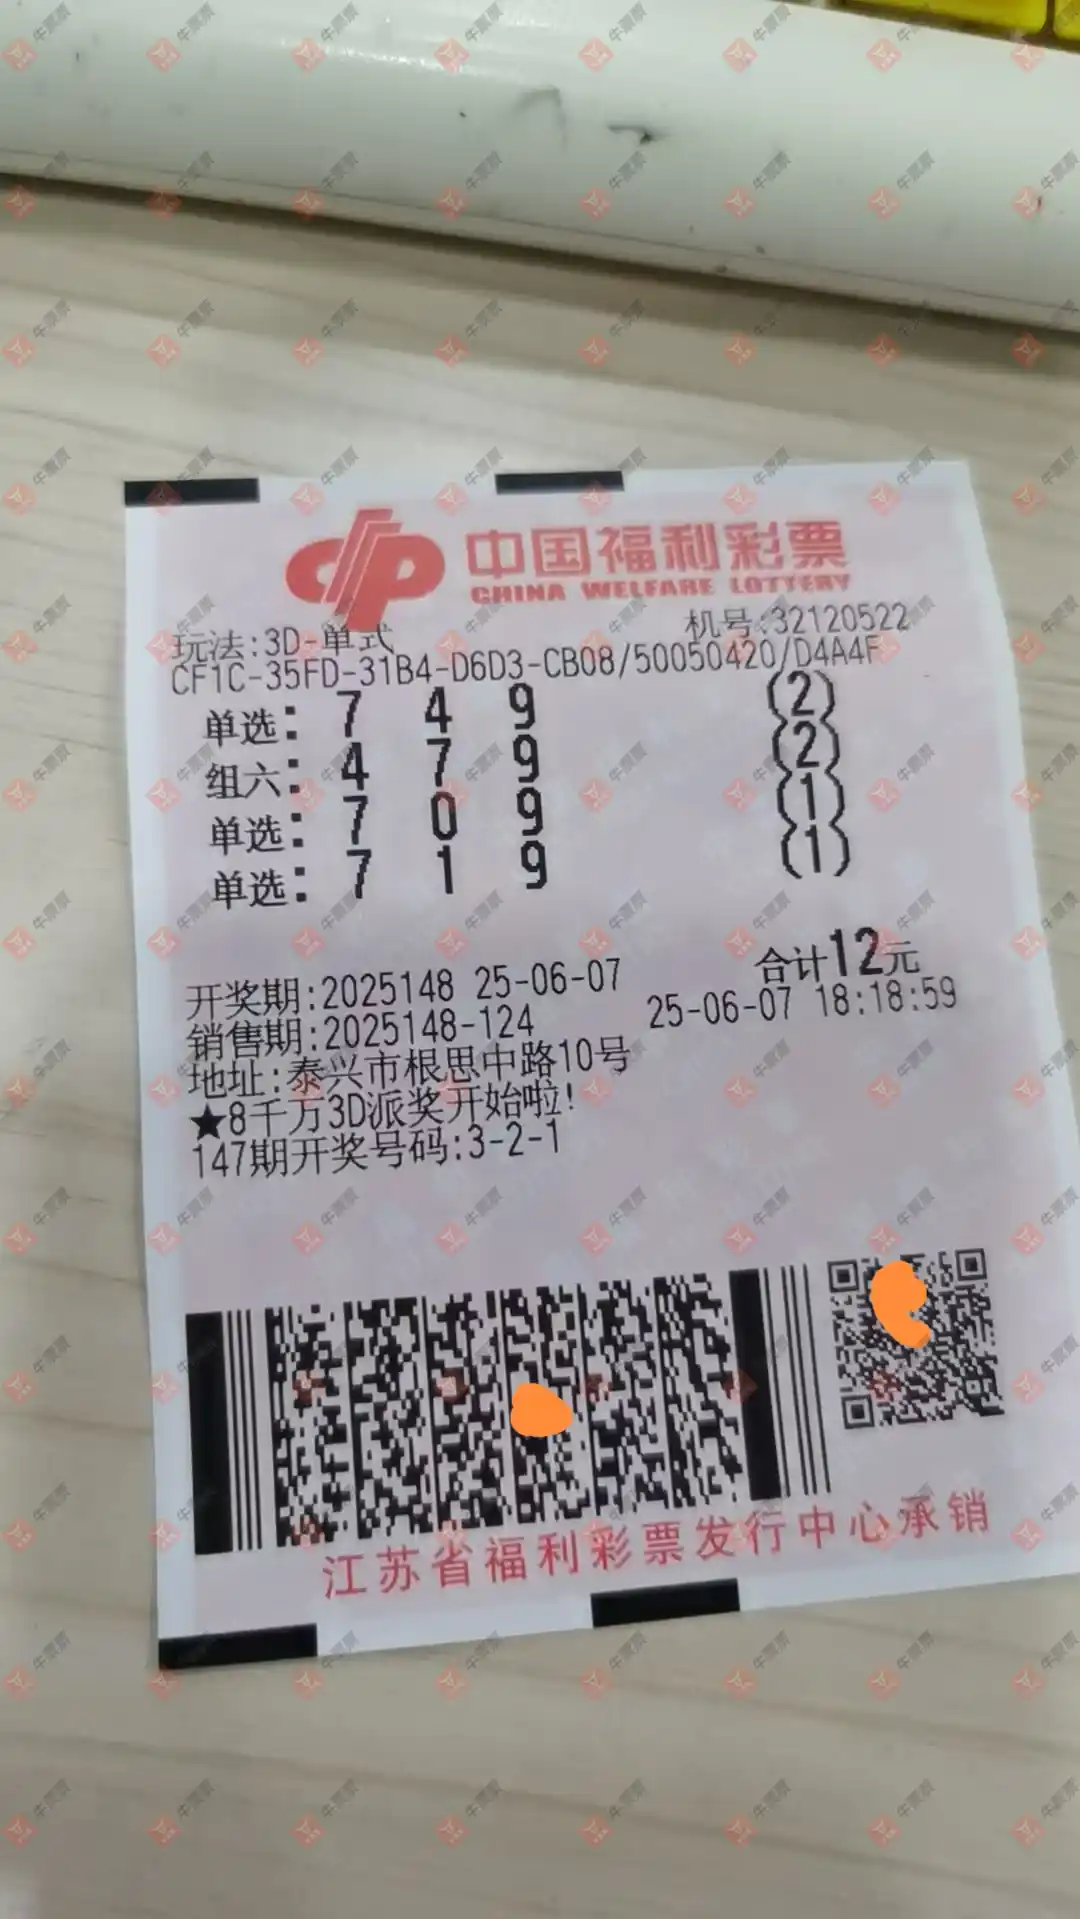 中国福利彩票
CHINA WELFARE LOTTERY
玩法:3D-单式 机号:32120522
CF1C-35FD-31B4-D6D3-CB08/50050420/D4A4F
单选: 7 4 9 (2)
组六: 4 7 9 (2)
单选: 7 0 9 (1)
单选: 7 1 9 (1)
合计12元
开奖期:2025148 25-06-07
销售期:2025148-124 25-06-07 18:18:59
地址:泰兴市根思中路10号
★8千万3D派奖开始啦!
147期开奖号码:3-2-1
江苏省福利彩票发行中心承销
牛票票